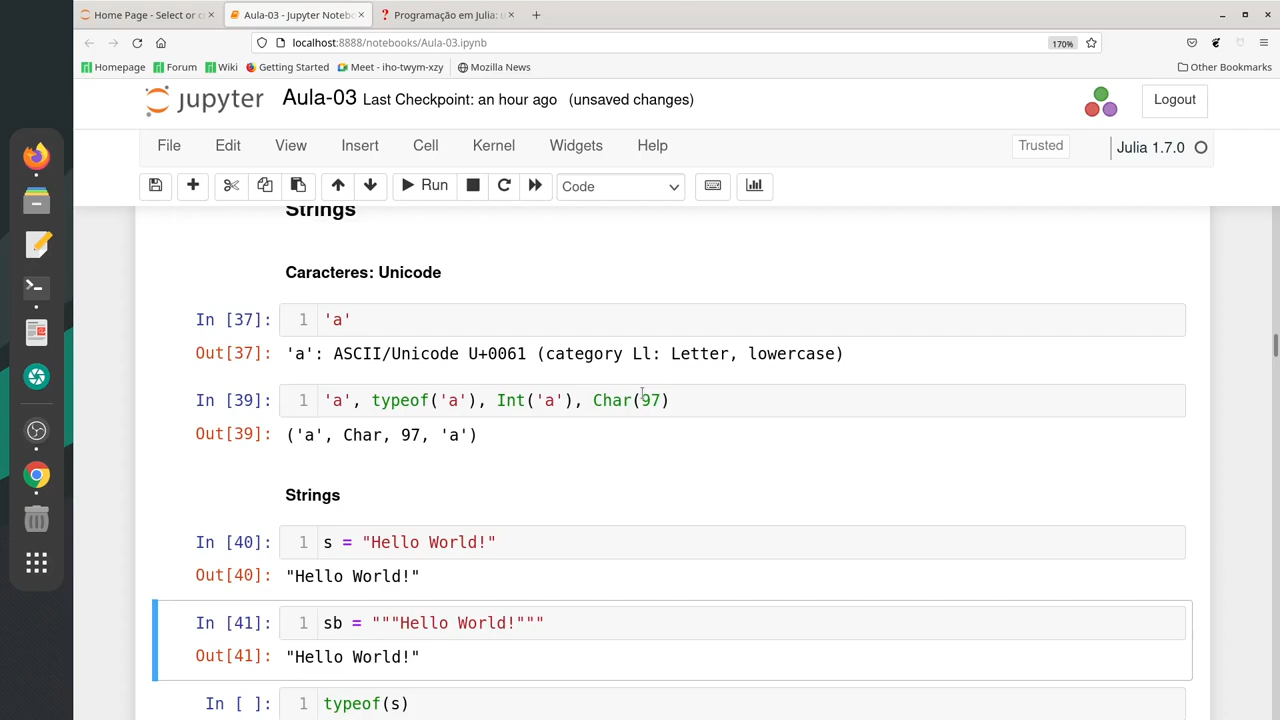 Home Page - Select or c
Aula-03 - Jupyter Notebo
Programação em Julia: u
localhost:8888/notebooks/Aula-03.ipynb
170%
Homepage Forum Wiki Getting Started Meet - iho-twym-xzy Mozilla News Other Bookmarks
jupyter Aula-03 Last Checkpoint: an hour ago (unsaved changes) Logout
File Edit View Insert Cell Kernel Widgets Help Trusted Julia 1.7.0
Run Code
Strings
Caracteres: Unicode
In [37]: 1 'a'
Out[37]: 'a': ASCII/Unicode U+0061 (category Ll: Letter, lowercase)
In [39]: 1 'a', typeof('a'), Int('a'), Char(97)
Out[39]: ('a', Char, 97, 'a')
Strings
In [40]: 1 s = "Hello World!"
Out[40]: "Hello World!"
In [41]: 1 sb = """Hello World!"""
Out[41]: "Hello World!"
In [ ]: 1 typeof(s)